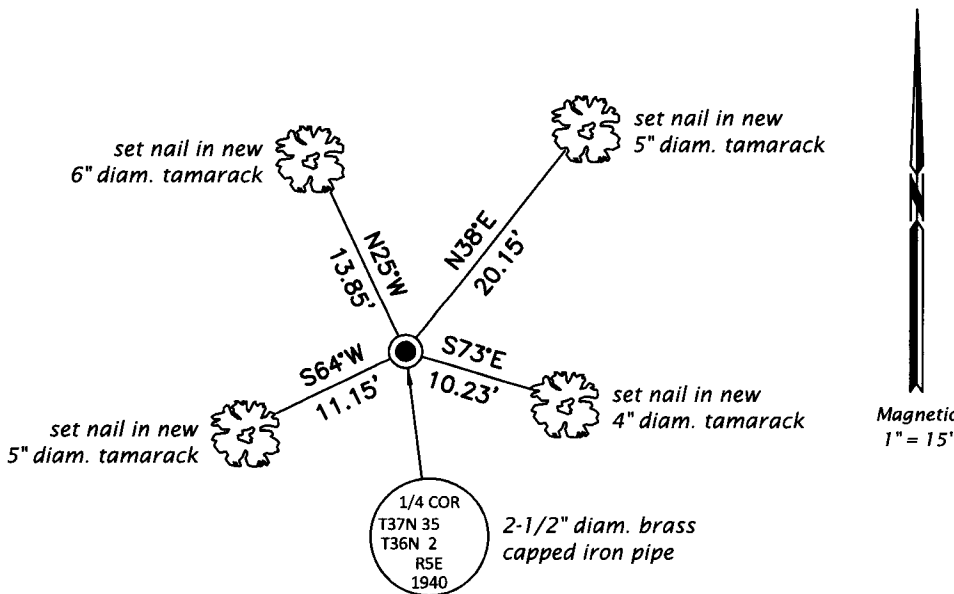 set nail in new
6" diam. tamarack
set nail in new
5" diam. tamarack
N25°W
13.85'
N38°E
20.15'
N
S64°W
11.15'
S73°E
10.23'
set nail in new
5" diam. tamarack
set nail in new
4" diam. tamarack
Magnetic
1" = 15'
1/4 COR
T37N 35
T36N 2
R5E
1940
2-1/2" diam. brass
capped iron pipe